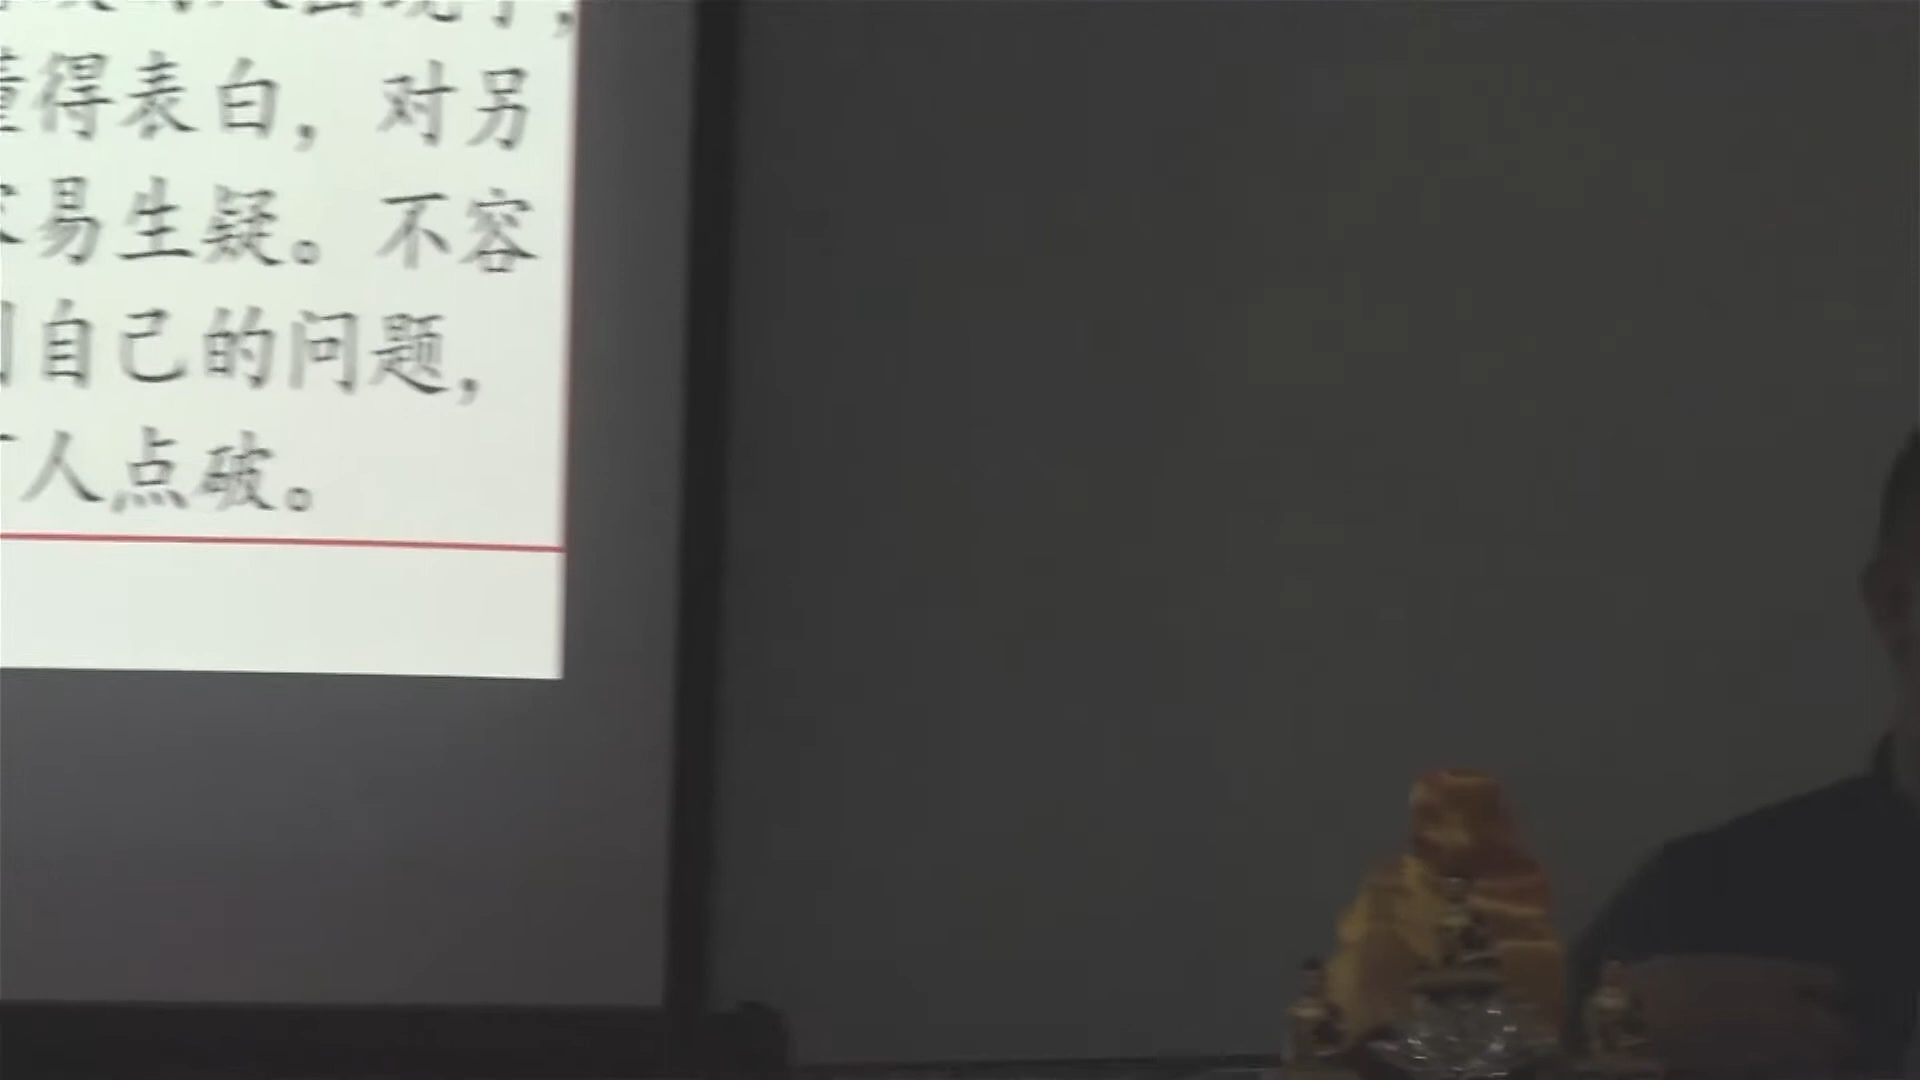 懂得表白，对另
易生疑。不容
自己的问题，
人点破。